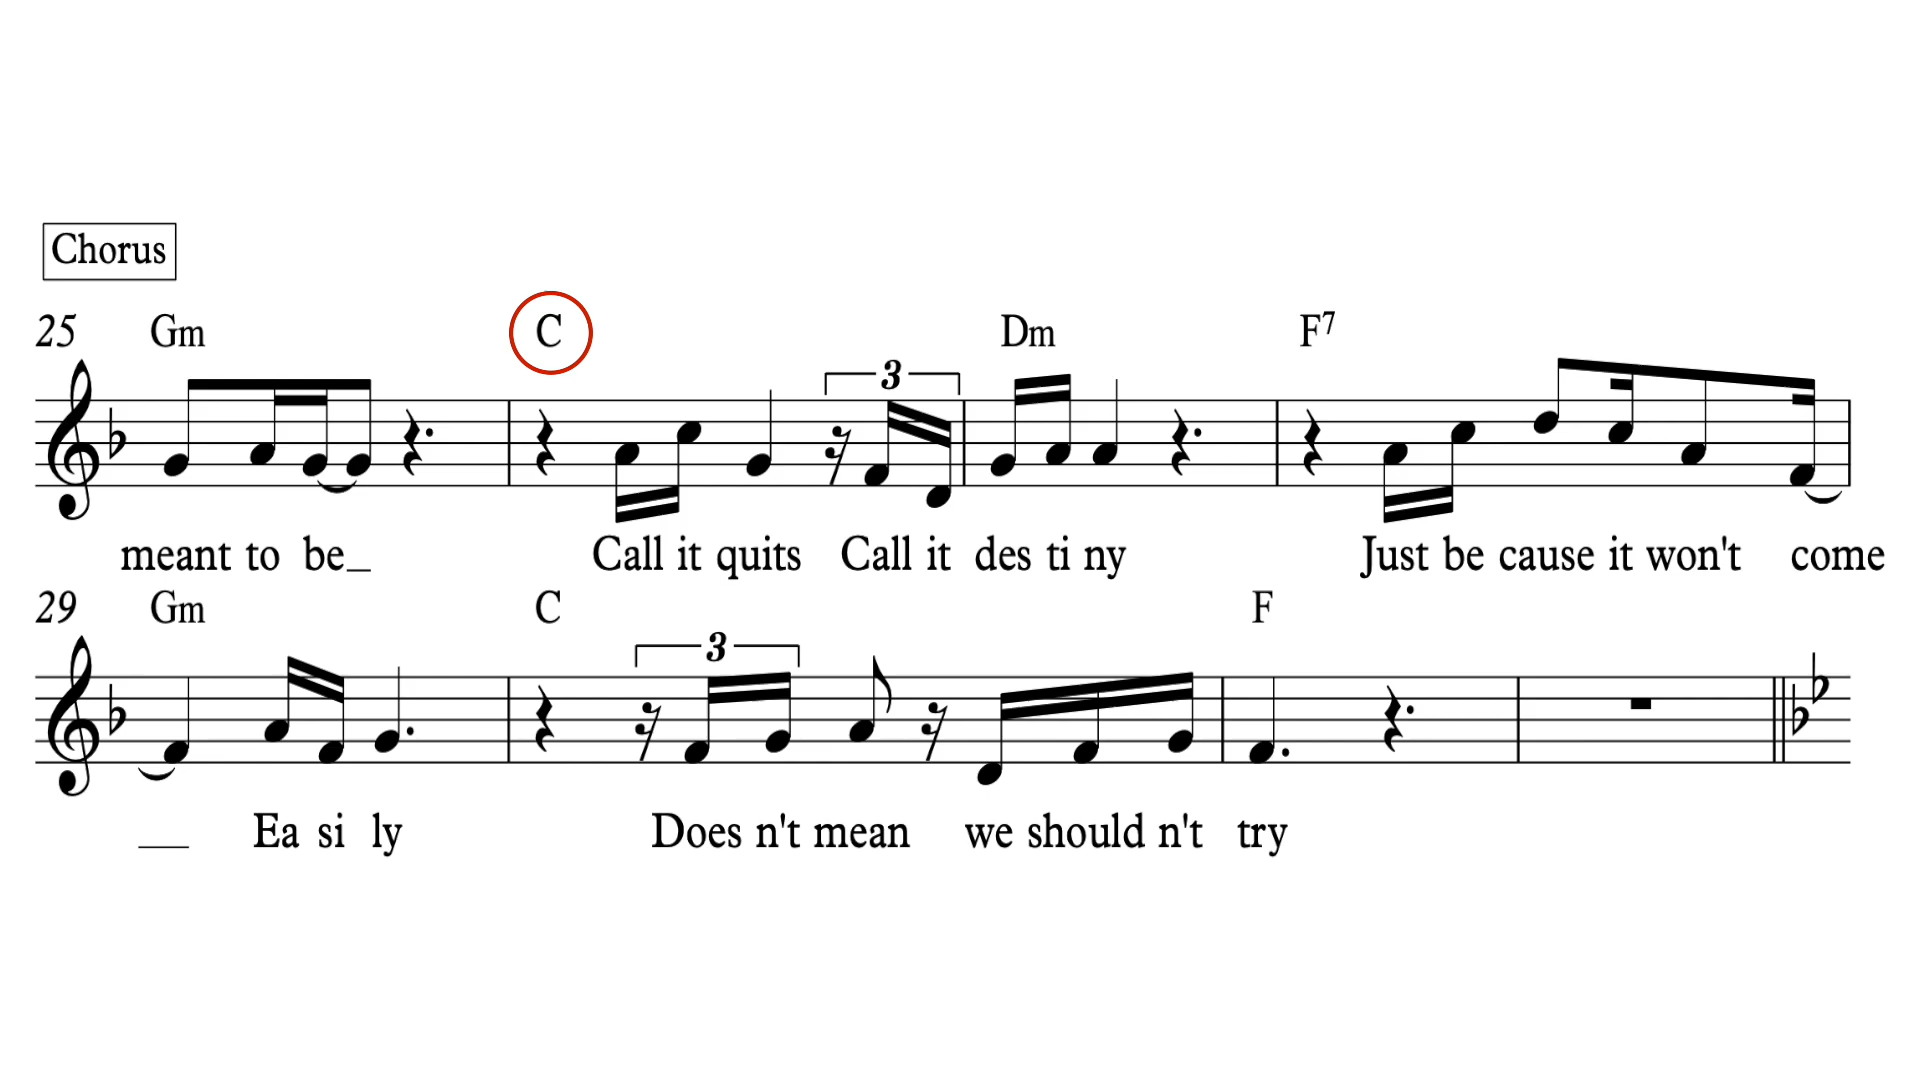 Chorus
25 Gm C Dm F7
3
meant to be_ Call it quits Call it des ti ny Just be cause it won't come
29 Gm C F
3
__ Ea si ly Does n't mean we should n't try